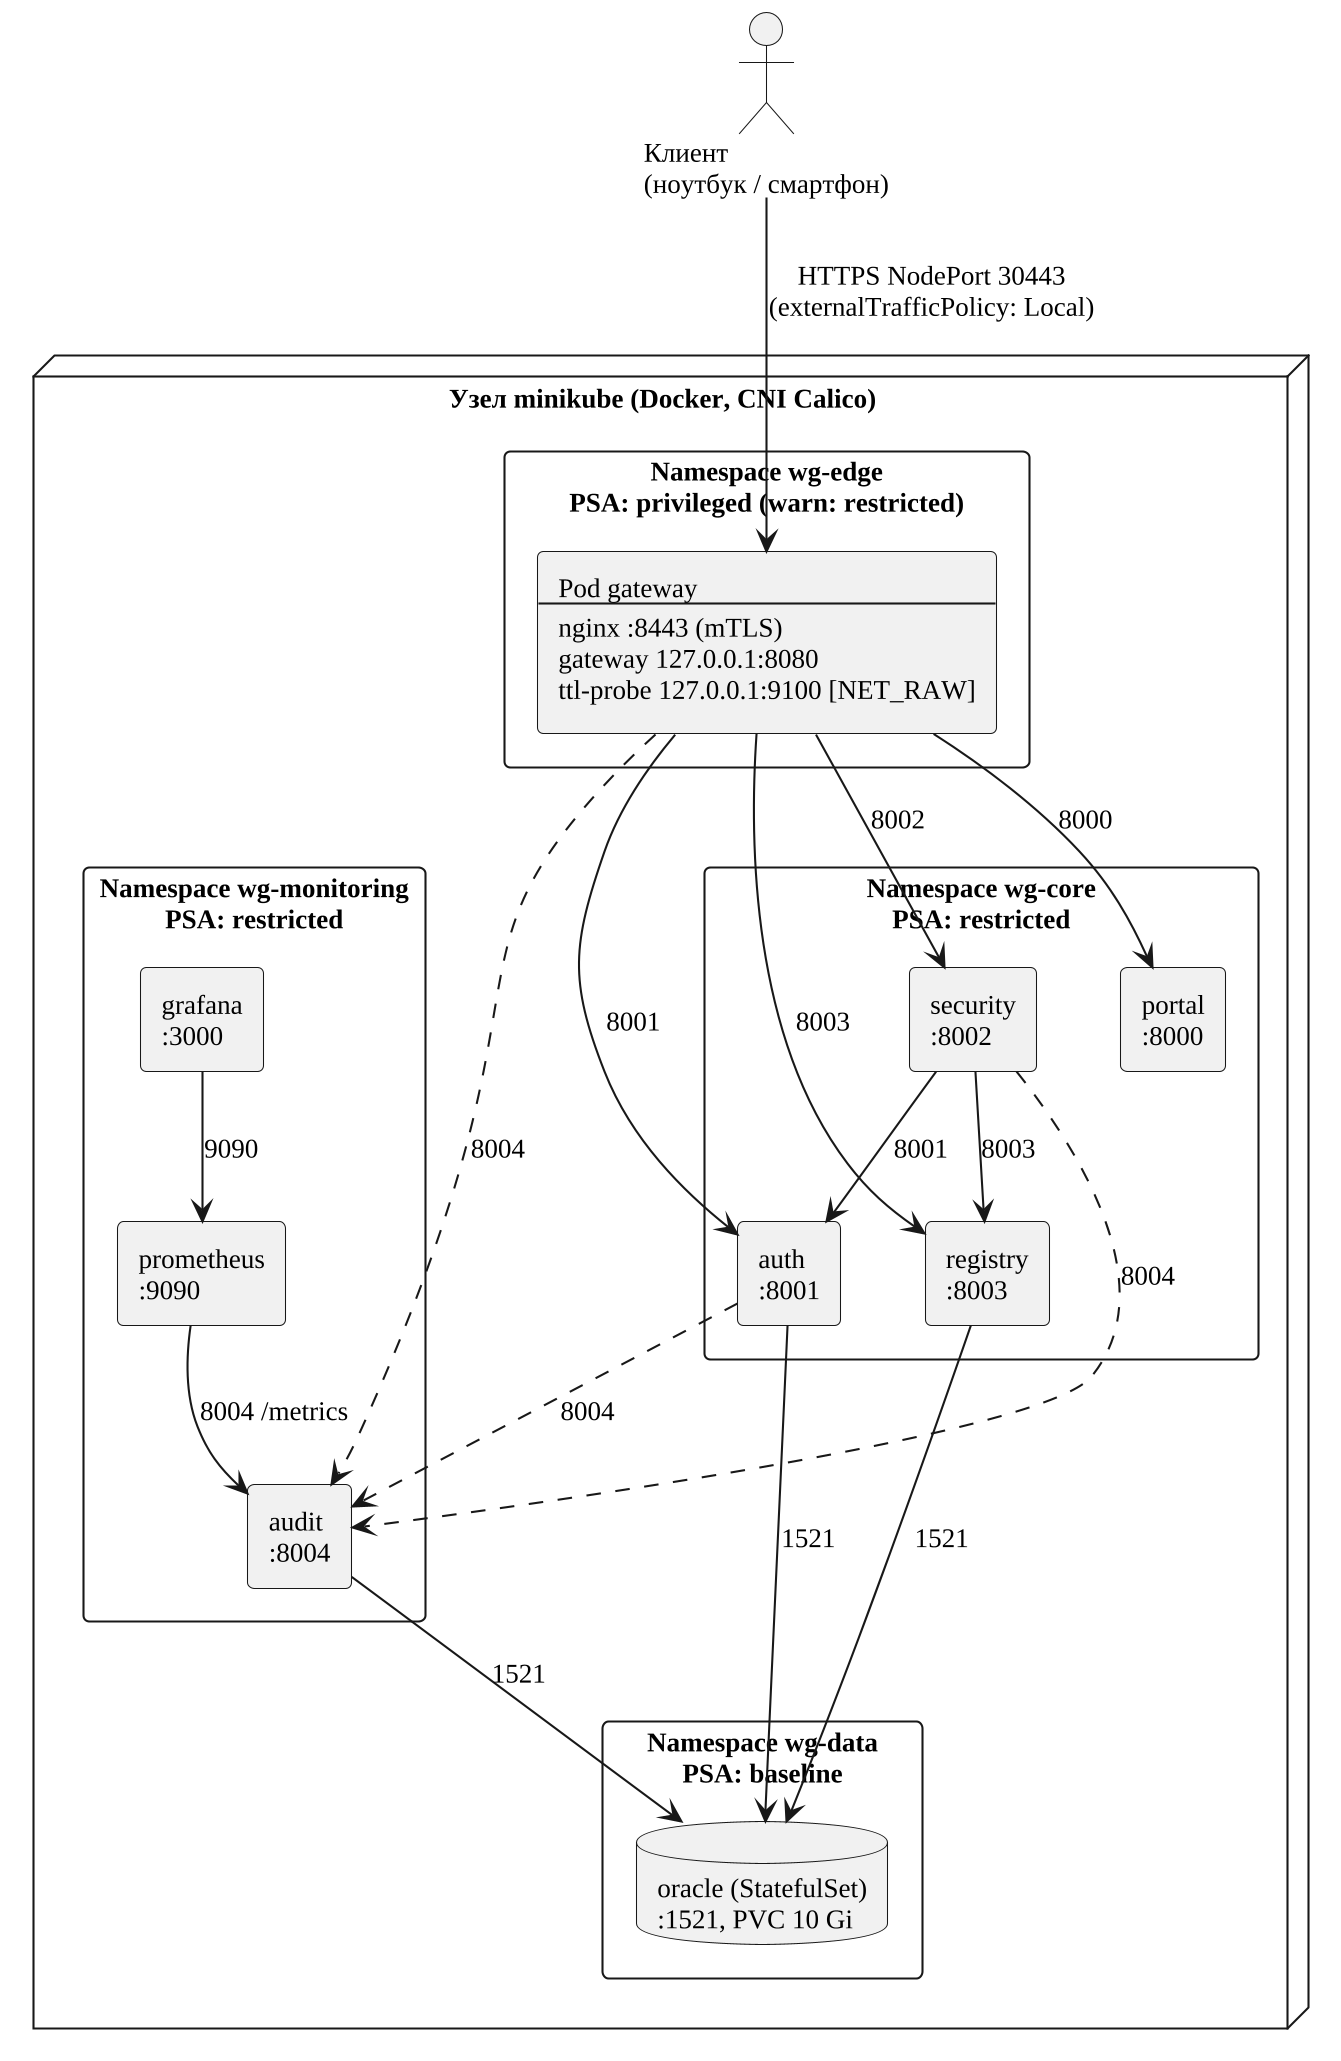 Клиент
(ноутбук / смартфон)
HTTPS NodePort 30443
(externalTrafficPolicy: Local)
Узел minikube (Docker, CNI Calico)
Namespace wg-edge
PSA: privileged (warn: restricted)
Pod gateway
nginx :8443 (mTLS)
gateway 127.0.0.1:8080
ttl-probe 127.0.0.1:9100 [NET_RAW]
8002
8000
Namespace wg-monitoring
PSA: restricted
Namespace wg-core
PSA: restricted
grafana
:3000
8001
8003
security
:8002
portal
:8000
9090
8004
8001
8003
prometheus
:9090
auth
:8001
registry
:8003
8004
8004 /metrics
8004
audit
:8004
1521
1521
1521
Namespace wg-data
PSA: baseline
oracle (StatefulSet)
:1521, PVC 10 Gi